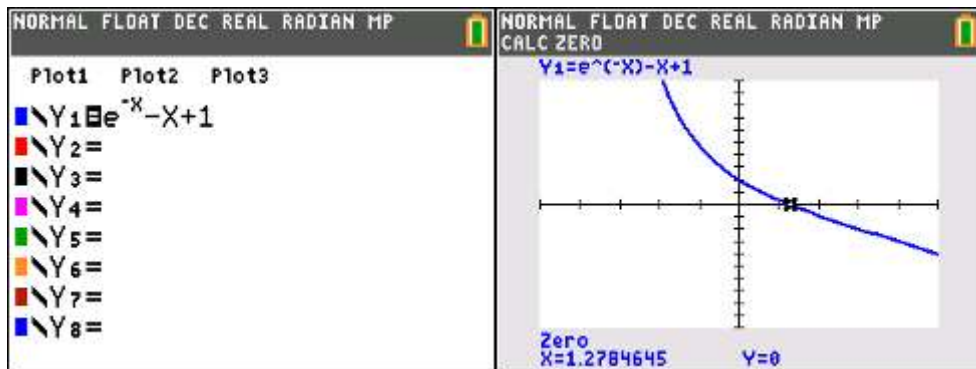 NORMAL FLOAT DEC REAL RADIAN MP
Plot1 Plot2 Plot3
Y1=e^-X-X+1
Y2=
Y3=
Y4=
Y5=
Y6=
Y7=
Y8=
NORMAL FLOAT DEC REAL RADIAN MP
CALC ZERO
Y1=e^(-X)-X+1
Zero
X=1.2784645 Y=0